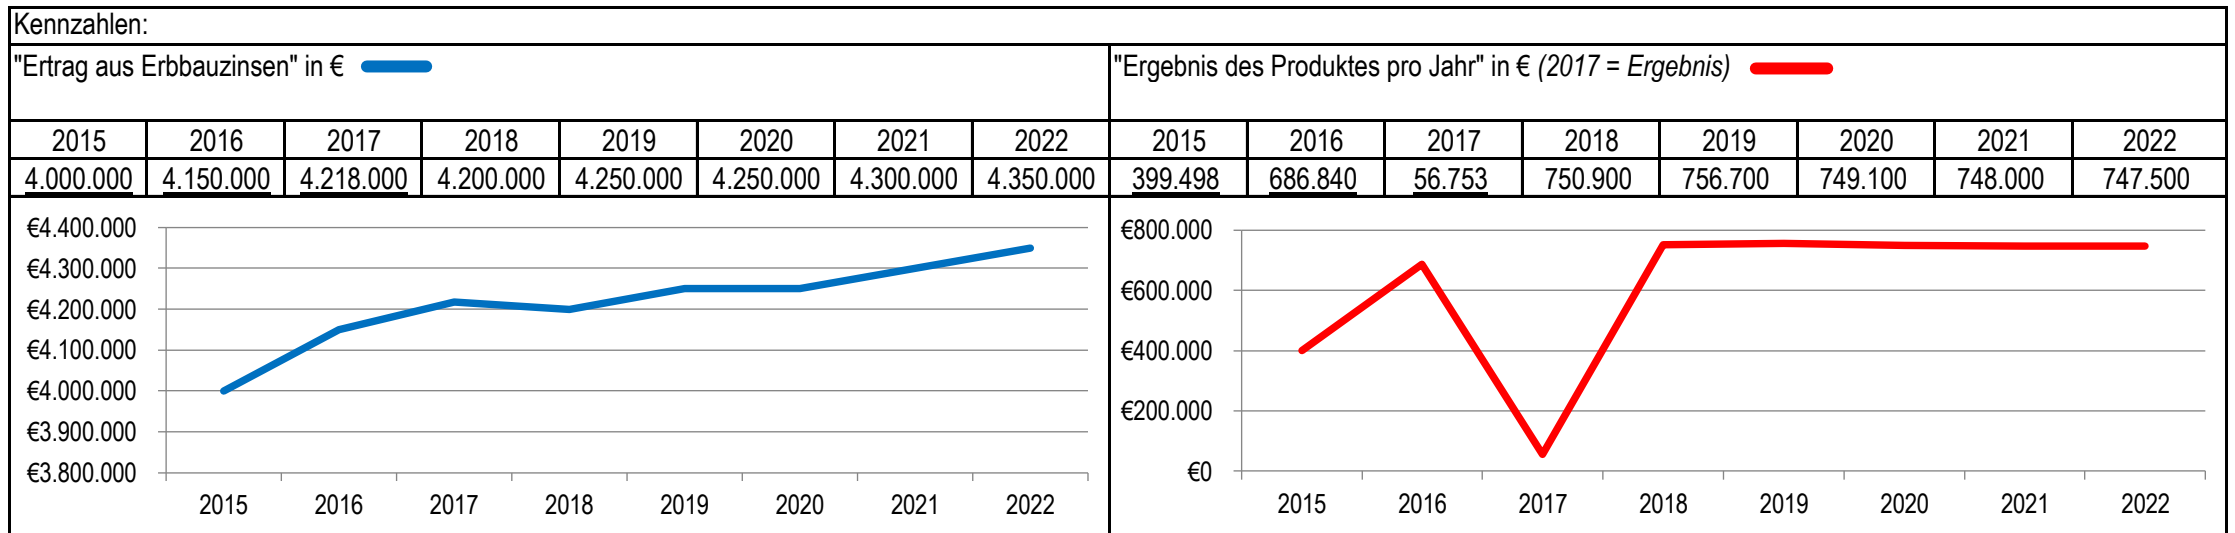 Kennzahlen:
"Ertrag aus Erbbauzinsen" in €
"Ergebnis des Produktes pro Jahr" in € (2017 = Ergebnis)
2015 2016 2017 2018 2019 2020 2021 2022
4.000.000 4.150.000 4.218.000 4.200.000 4.250.000 4.250.000 4.300.000 4.350.000
2015 2016 2017 2018 2019 2020 2021 2022
399.498 686.840 56.753 750.900 756.700 749.100 748.000 747.500
€4.400.000
€4.300.000
€4.200.000
€4.100.000
€4.000.000
€3.900.000
€3.800.000
2015 2016 2017 2018 2019 2020 2021 2022
€800.000
€600.000
€400.000
€200.000
€0
2015 2016 2017 2018 2019 2020 2021 2022